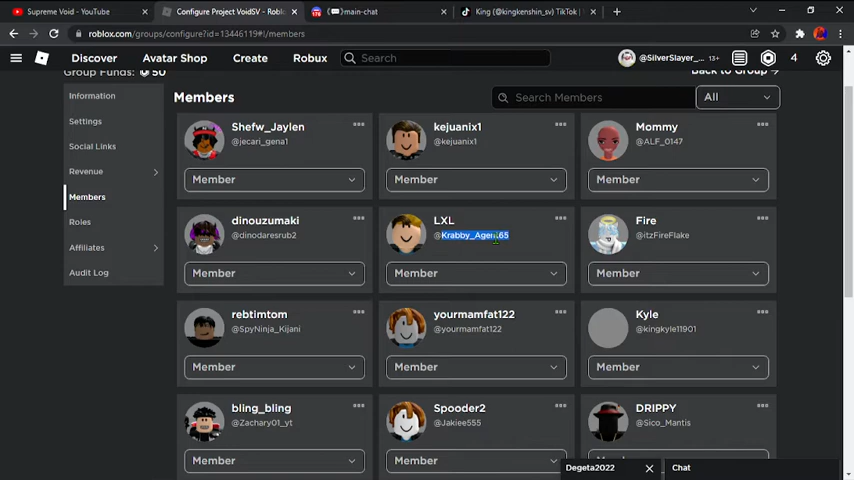 Supreme Void - YouTube
Configure Project VoidSV - Roblo
main-chat
King (@kingkenshin_sv) TikTok |
roblox.com/groups/configure?id=13446119#!/members
Discover
Avatar Shop
Create
Robux
Search
@SilverSlayer_... 13+
4
Group Funds: 50
Back to Group
Information
Settings
Social Links
Revenue
Members
Roles
Affiliates
Audit Log
Members
Search Members
All
Shefw_Jaylen
@jecari_gena1
Member
kejuanix1
@kejuanix1
Member
Mommy
@ALF_0147
Member
dinouzumaki
@dinodaresrub2
Member
LXL
@Krabby_Agent65
Member
Fire
@itzFireFlake
Member
rebtimtom
@SpyNinja_Kijani
Member
yourmamfat122
@yourmamfat122
Member
Kyle
@kingkyle11901
Member
bling_bling
@Zachary01_yt
Member
Spooder2
@Jakiee555
Member
DRIPPY
@Sico_Mantis
Member
Degeta2022
Chat